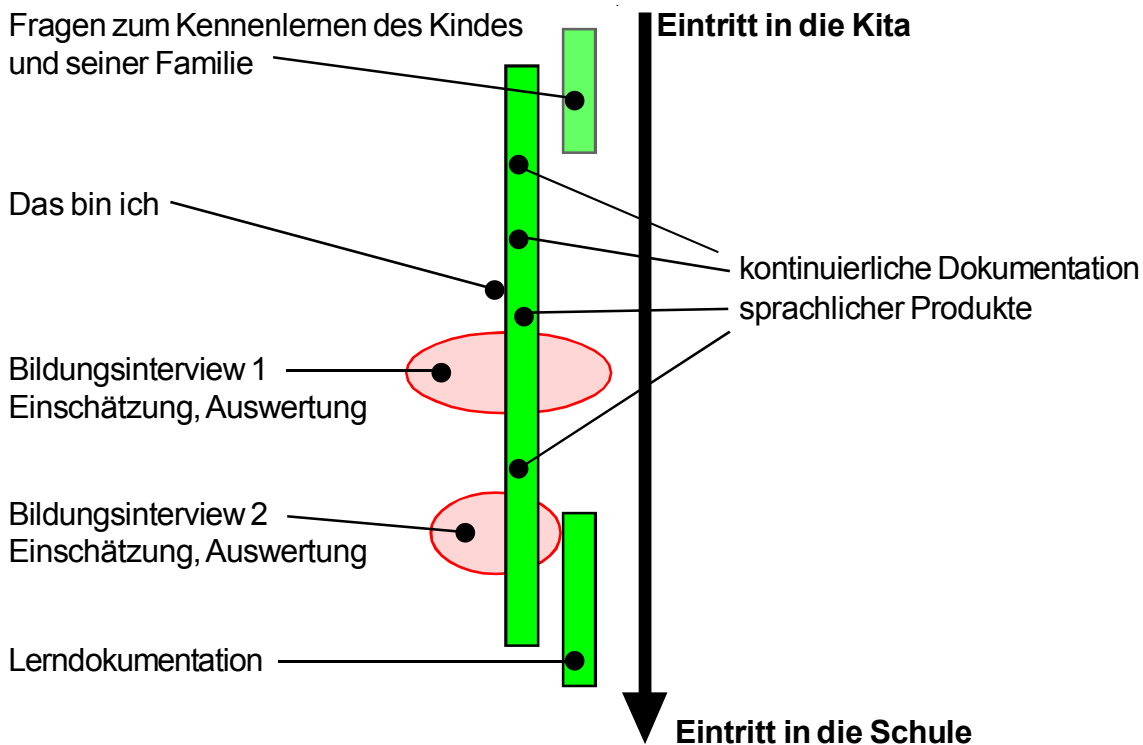 Fragen zum Kennenlernen des Kindes
und seiner Familie
Eintritt in die Kita
Das bin ich
kontinuierliche Dokumentation
sprachlicher Produkte
Bildungsinterview 1
Einschätzung, Auswertung
Bildungsinterview 2
Einschätzung, Auswertung
Lerndokumentation
Eintritt in die Schule